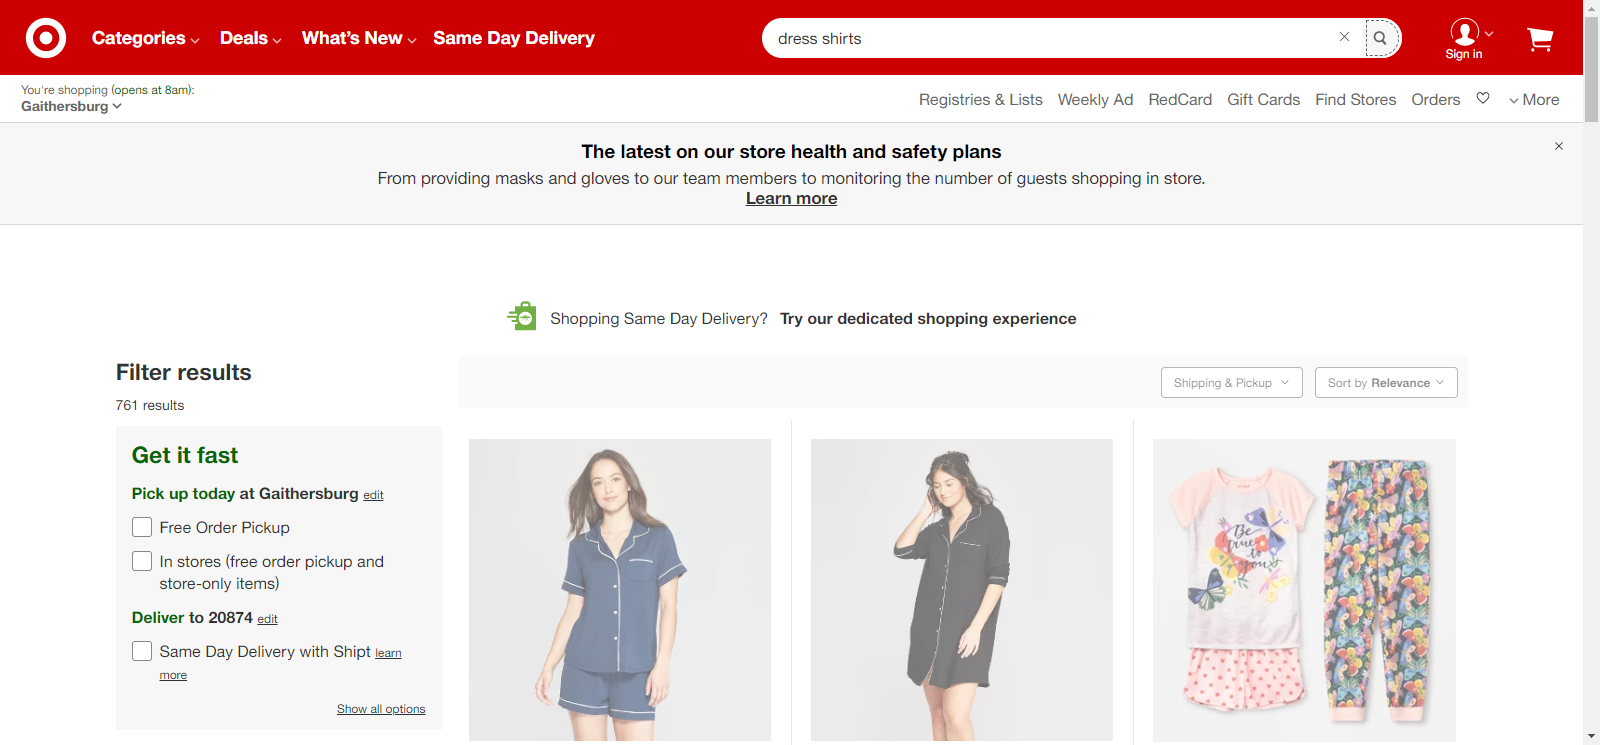 Categories
Deals
What's New
Same Day Delivery
dress shirts
Sign in
You're shopping (opens at 8am):
Gaithersburg
Registries & Lists
Weekly Ad
RedCard
Gift Cards
Find Stores
Orders
More
The latest on our store health and safety plans
From providing masks and gloves to our team members to monitoring the number of guests shopping in store.
Learn more
Shopping Same Day Delivery? Try our dedicated shopping experience
Filter results
761 results
Shipping & Pickup
Sort by Relevance
Get it fast
Pick up today at Gaithersburg edit
Free Order Pickup
In stores (free order pickup and
store-only items)
Deliver to 20874 edit
Same Day Delivery with Shipt learn
more
Show all options
Be
true
to
yous